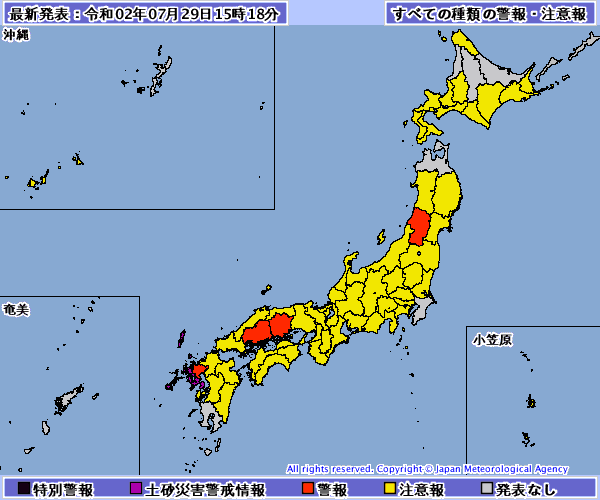 最新発表：令和02年07月29日15時18分 すべての種類の警報・注意報
沖縄
奄美
小笠原
All rights reserved. Copyright © Japan Meteorological Agency
特別警報 土砂災害警戒情報 警報 注意報 発表なし